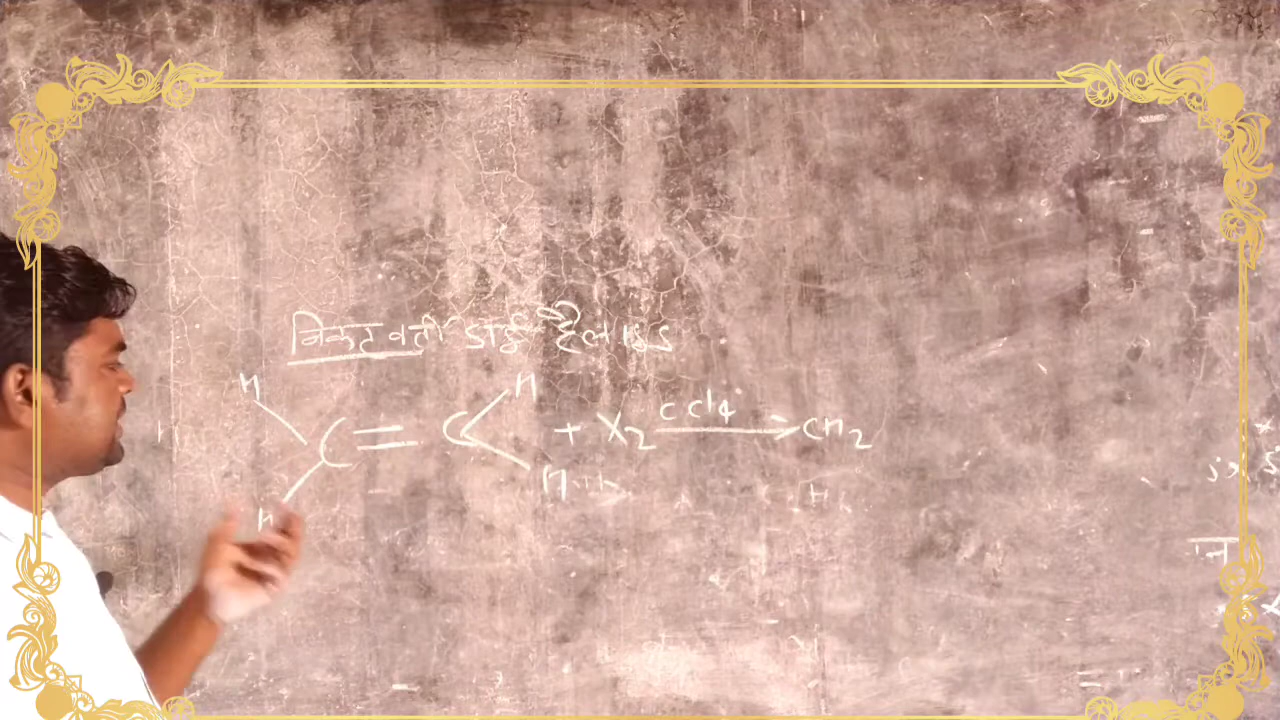 निकटवर्ती डाई हैलाइड
H H
C = C + X2 CCl4 → CH2
H H